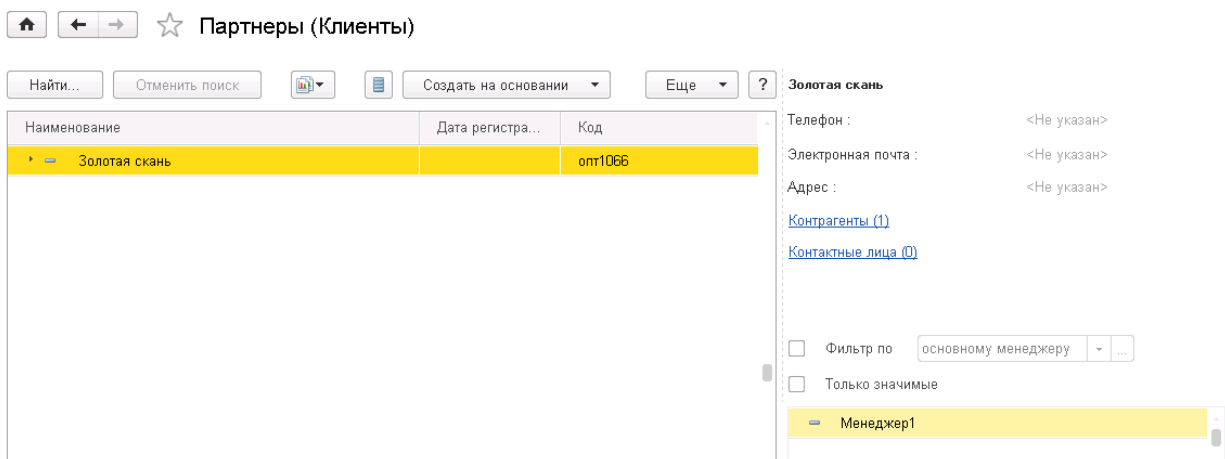 Партнеры (Клиенты)
Найти... Отменить поиск Создать на основании Еще ?
Наименование Дата регистра... Код
Золотая скань опт1066
Золотая скань
Телефон : <Не указан>
Электронная почта : <Не указан>
Адрес : <Не указан>
Контрагенты (1)
Контактные лица (0)
Фильтр по основному менеджеру ...
Только значимые
Менеджер1